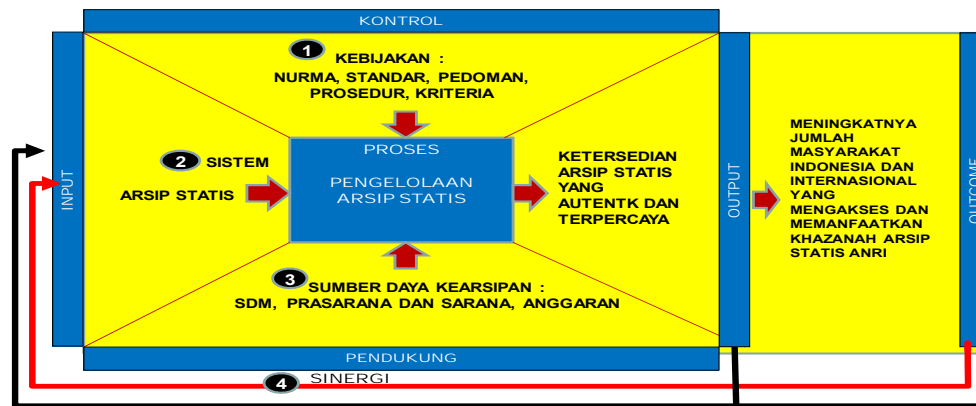 KONTROL
1
KEBIJAKAN :
NURMA, STANDAR, PEDOMAN,
PROSEDUR, KRITERIA
INPUT
2 SISTEM
ARSIP STATIS
PROSES
PENGELOLAAN
ARSIP STATIS
KETERSEDIAN
ARSIP STATIS
YANG
AUTENTK DAN
TERPERCAYA
OUTPUT
MENINGKATNYA
JUMLAH
MASYARAKAT
INDONESIA DAN
INTERNASIONAL
YANG
MENGAKSES DAN
MEMANFAATKAN
KHAZANAH ARSIP
STATIS ANRI
OUTCOME
3 SUMBER DAYA KEARSIPAN :
SDM, PRASARANA DAN SARANA, ANGGARAN
PENDUKUNG
4 SINERGI